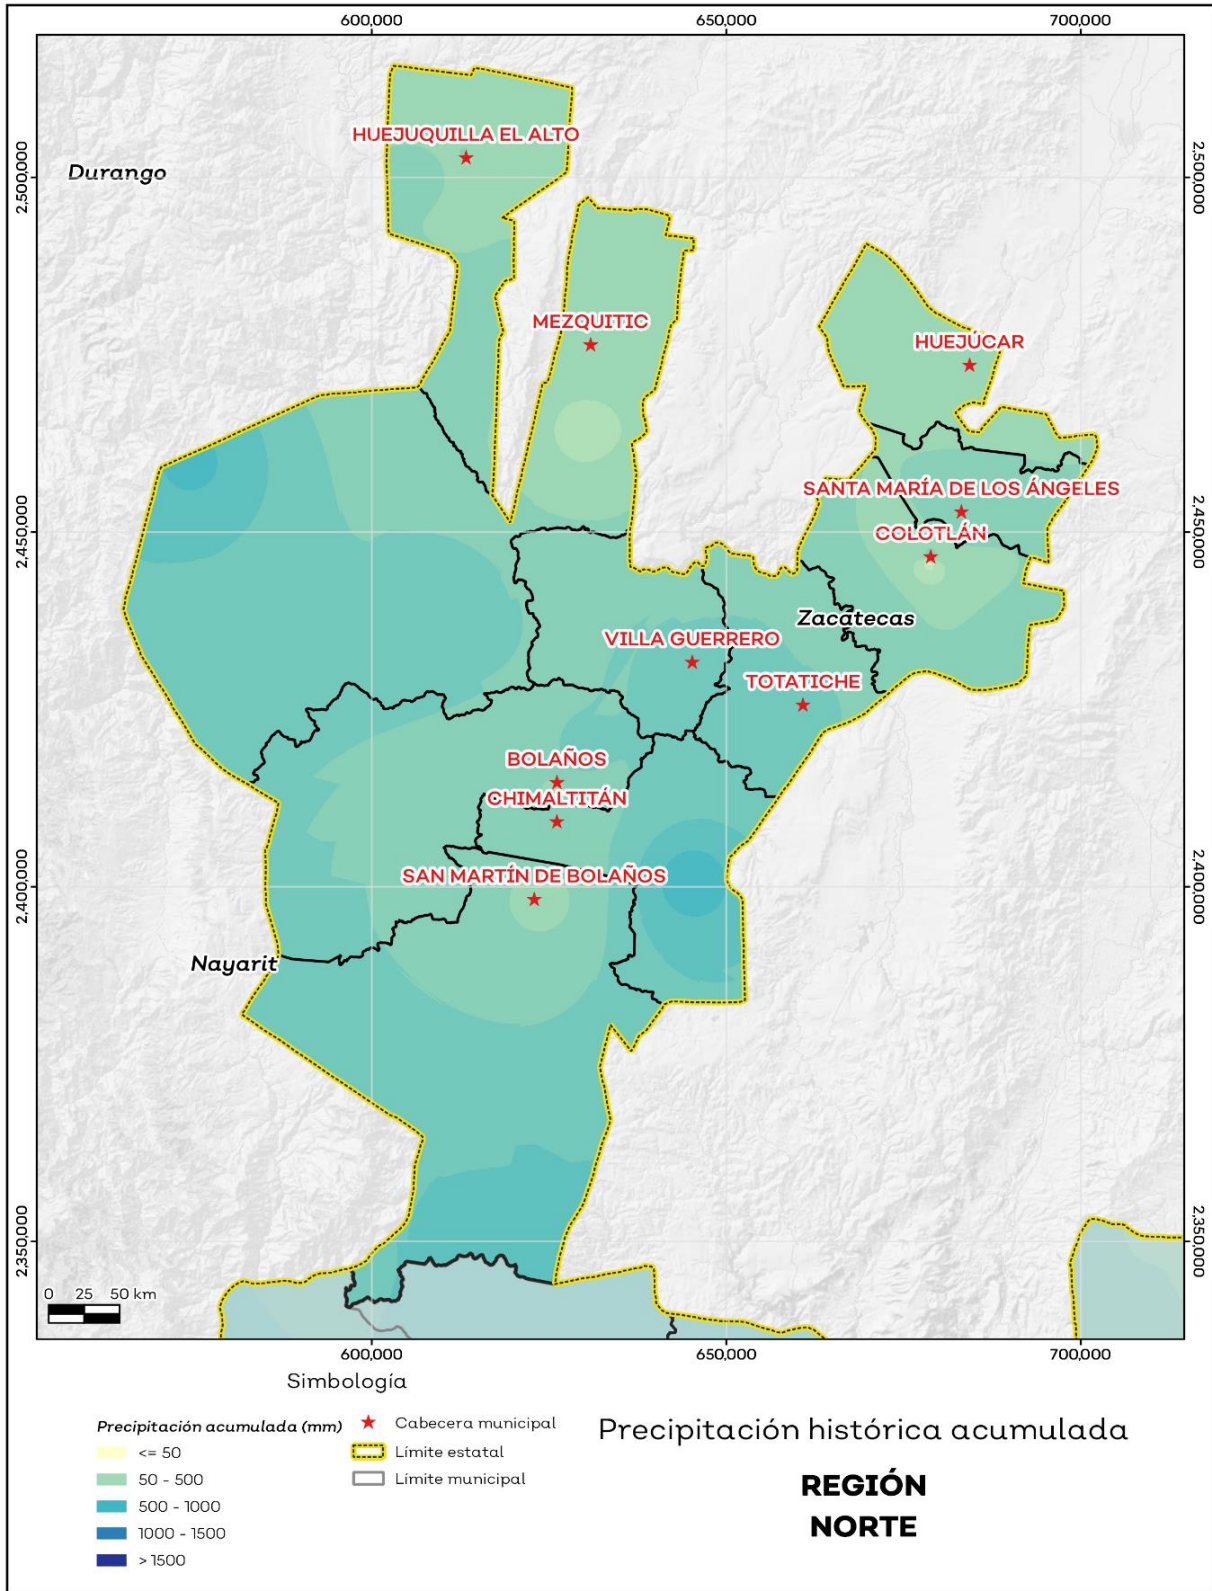 600,000
650,000
700,000
HUEJUQUILLA EL ALTO
Durango
2,500,000
2,500,000
MEZQUITIC
HUEJÚCAR
SANTA MARÍA DE LOS ÁNGELES
2,450,000
2,450,000
COLOTLÁN
Zacatecas
VILLA GUERRERO
TOTATICHE
BOLAÑOS
CHIMALTITÁN
SAN MARTÍN DE BOLAÑOS
2,400,000
2,400,000
Nayarit
2,350,000
2,350,000
0 25 50 km
600,000
650,000
700,000
Simbología
Precipitación acumulada (mm)
<= 50
50 - 500
500 - 1000
1000 - 1500
> 1500
Cabecera municipal
Límite estatal
Límite municipal
Precipitación histórica acumulada
REGIÓN
NORTE